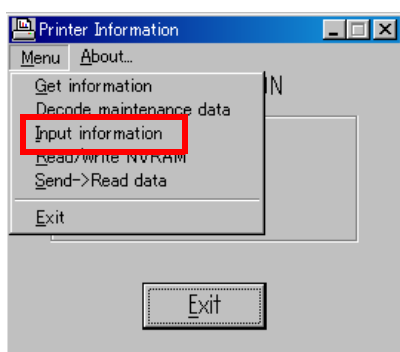 Printer Information
Menu About...
Get information
IN
Decode maintenance data
Input information
Read/Write NVRAM
Send->Read data
Exit
Exit